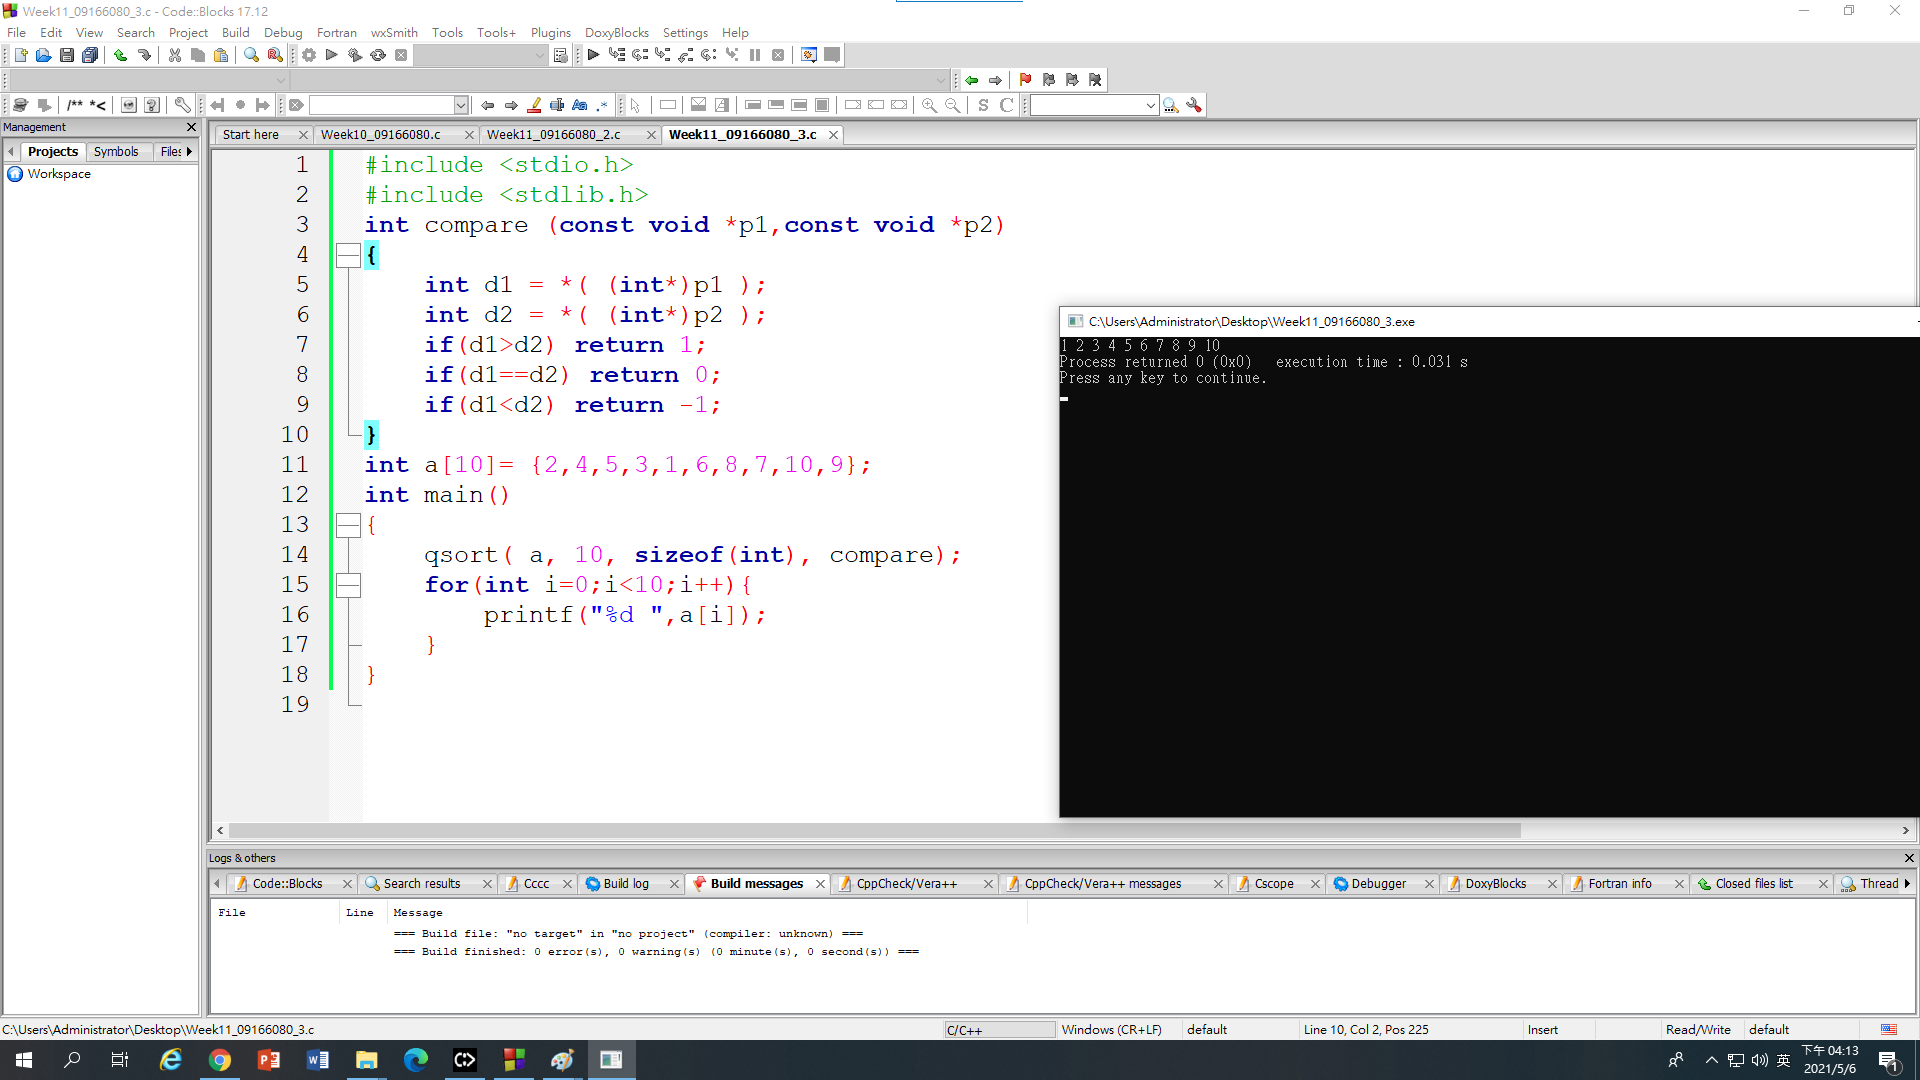 Week11_09166080_3.c - Code::Blocks 17.12
File Edit View Search Project Build Debug Fortran wxSmith Tools Tools+ Plugins DoxyBlocks Settings Help
/** *<
S C
Management
Start here Week10_09166080.c Week11_09166080_2.c Week11_09166080_3.c
Projects Symbols Files
Workspace
1 #include <stdio.h>
2 #include <stdlib.h>
3 int compare (const void *p1,const void *p2)
4 {
5 int d1 = *( (int*)p1 );
6 int d2 = *( (int*)p2 );
7 if(d1>d2) return 1;
8 if(d1==d2) return 0;
9 if(d1<d2) return -1;
10 }
11 int a[10]= {2,4,5,3,1,6,8,7,10,9};
12 int main()
13 {
14 qsort( a, 10, sizeof(int), compare);
15 for(int i=0;i<10;i++){
16 printf("%d ",a[i]);
17 }
18 }
19
C:\Users\Administrator\Desktop\Week11_09166080_3.exe
1 2 3 4 5 6 7 8 9 10
Process returned 0 (0x0) execution time : 0.031 s
Press any key to continue.
Logs & others
Code::Blocks Search results Cccc Build log Build messages CppCheck/Vera++ CppCheck/Vera++ messages Cscope Debugger DoxyBlocks Fortran info Closed files list Thread
File Line Message
=== Build file: "no target" in "no project" (compiler: unknown) ===
=== Build finished: 0 error(s), 0 warning(s) (0 minute(s), 0 second(s)) ===
C:\Users\Administrator\Desktop\Week11_09166080_3.c C/C++ Windows (CR+LF) default Line 10, Col 2, Pos 225 Insert Read/Write default
英 下午 04:13
2021/5/6
1